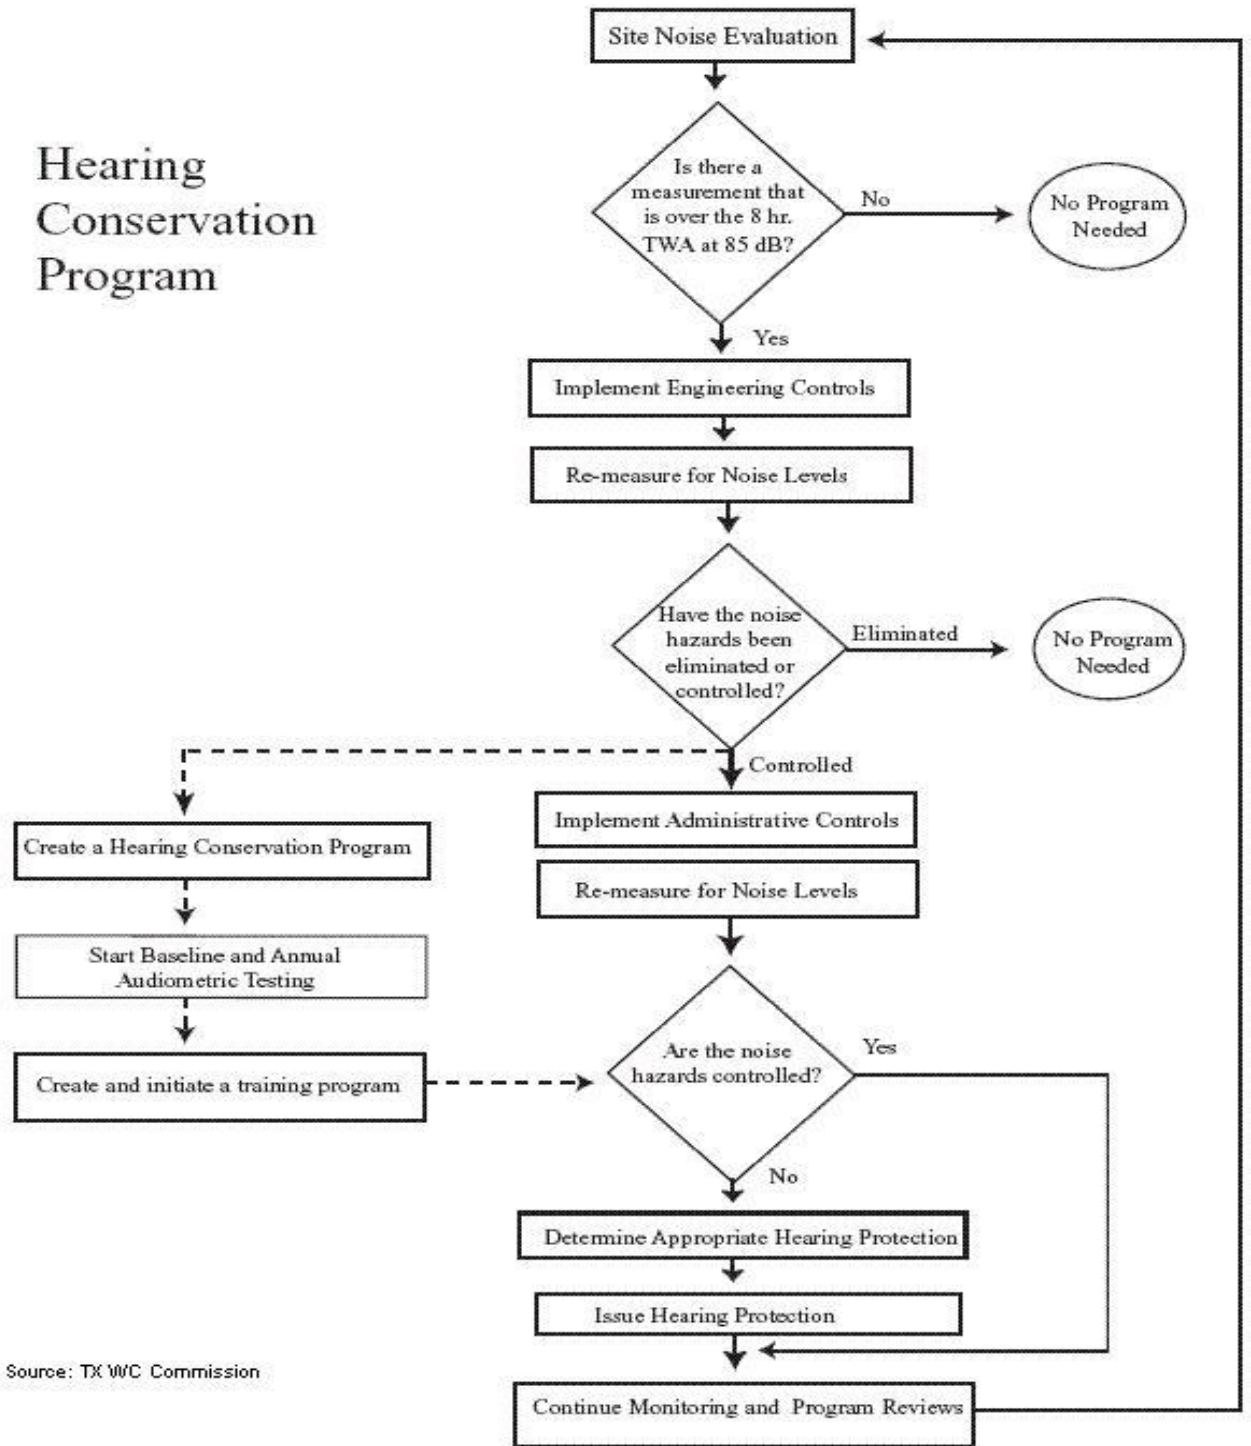 Hearing
Conservation
Program
Site Noise Evaluation
Is there a
measurement that
is over the 8 hr.
TWA at 85 dB?
No
No Program
Needed
Yes
Implement Engineering Controls
Re-measure for Noise Levels
Have the noise
hazards been
eliminated or
controlled?
Eliminated
No Program
Needed
Controlled
Implement Administrative Controls
Re-measure for Noise Levels
Create a Hearing Conservation Program
Start Baseline and Annual
Audiometric Testing
Create and initiate a training program
Are the noise
hazards controlled?
Yes
No
Determine Appropriate Hearing Protection
Issue Hearing Protection
Continue Monitoring and Program Reviews
Source: TX WC Commission